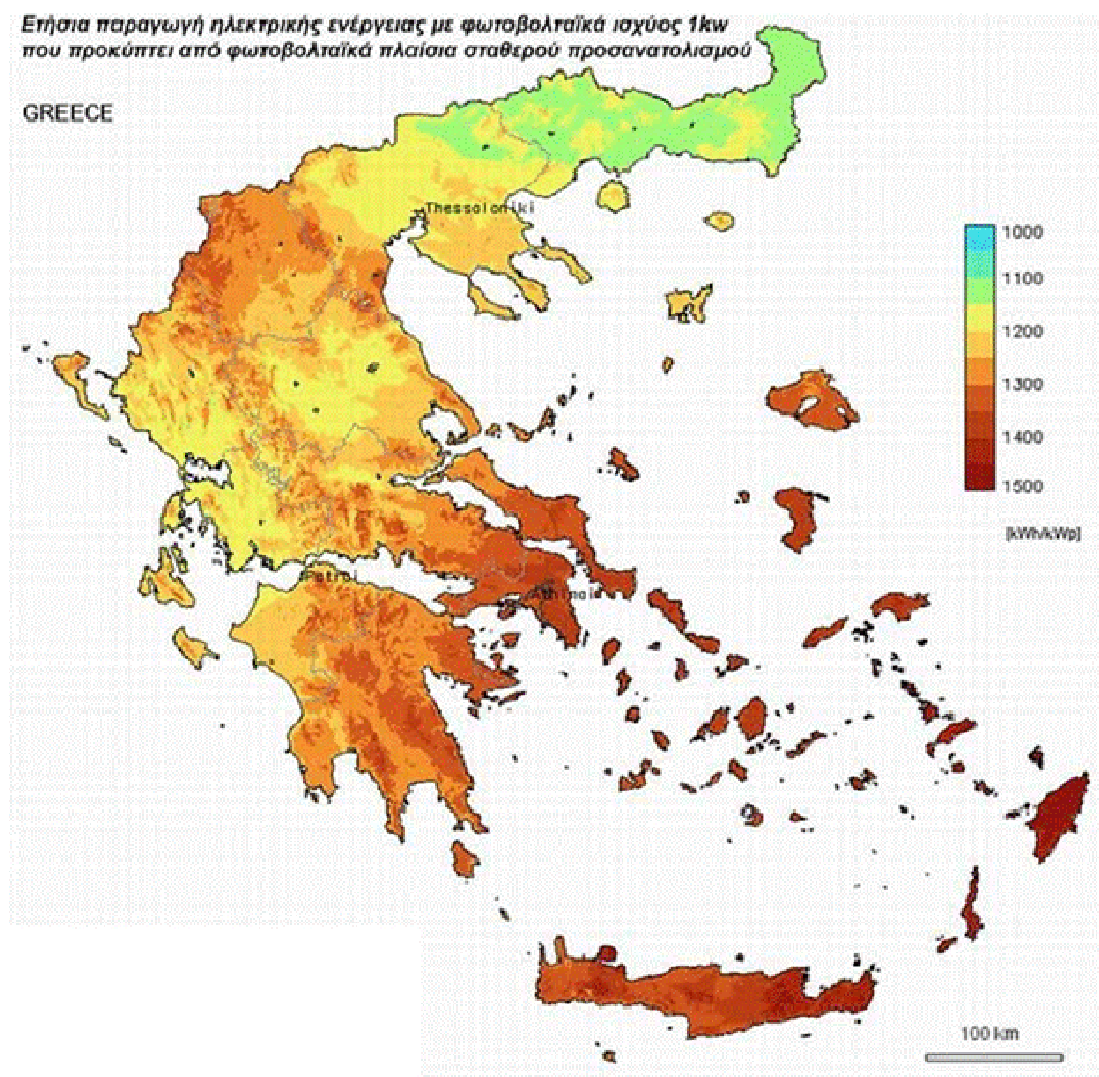 Ετήσια παραγωγή ηλεκτρικής ενέργειας με φωτοβολταϊκά ισχύος 1kw
που προκύπτει από φωτοβολταϊκά πλαίσια σταθερού προσανατολισμού
GREECE
Thessaloniki
1000
1100
1200
1300
1400
1500
[kWh/kWp]
Patrai
Athinai
100 km